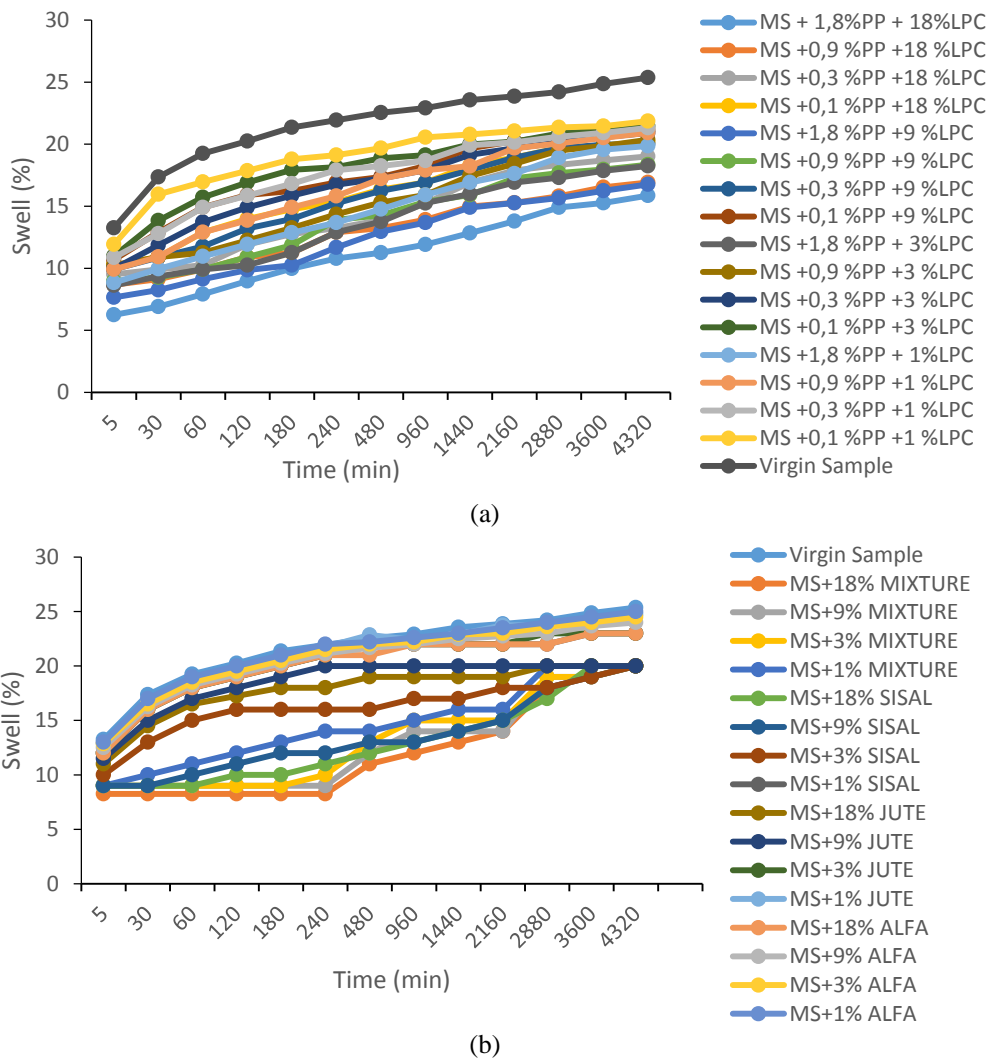 30
25
20
15
10
5
0
Swell (%)
5 30 60 120 180 240 480 960 1440 2160 2880 3600 4320
Time (min)
MS + 1,8%PP + 18%LPC
MS +0,9 %PP +18 %LPC
MS +0,3 %PP +18 %LPC
MS +0,1 %PP +18 %LPC
MS +1,8 %PP +9 %LPC
MS +0,9 %PP +9 %LPC
MS +0,3 %PP +9 %LPC
MS +0,1 %PP +9 %LPC
MS +1,8 %PP + 3%LPC
MS +0,9 %PP +3 %LPC
MS +0,3 %PP +3 %LPC
MS +0,1 %PP +3 %LPC
MS +1,8 %PP + 1%LPC
MS +0,9 %PP +1 %LPC
MS +0,3 %PP +1 %LPC
MS +0,1 %PP +1 %LPC
Virgin Sample
(a)
30
25
20
15
10
5
0
Swell (%)
5 30 60 120 180 240 480 960 1440 2160 2880 3600 4320
Time (min)
Virgin Sample
MS+18% MIXTURE
MS+9% MIXTURE
MS+3% MIXTURE
MS+1% MIXTURE
MS+18% SISAL
MS+9% SISAL
MS+3% SISAL
MS+1% SISAL
MS+18% JUTE
MS+9% JUTE
MS+3% JUTE
MS+1% JUTE
MS+18% ALFA
MS+9% ALFA
MS+3% ALFA
MS+1% ALFA
(b)